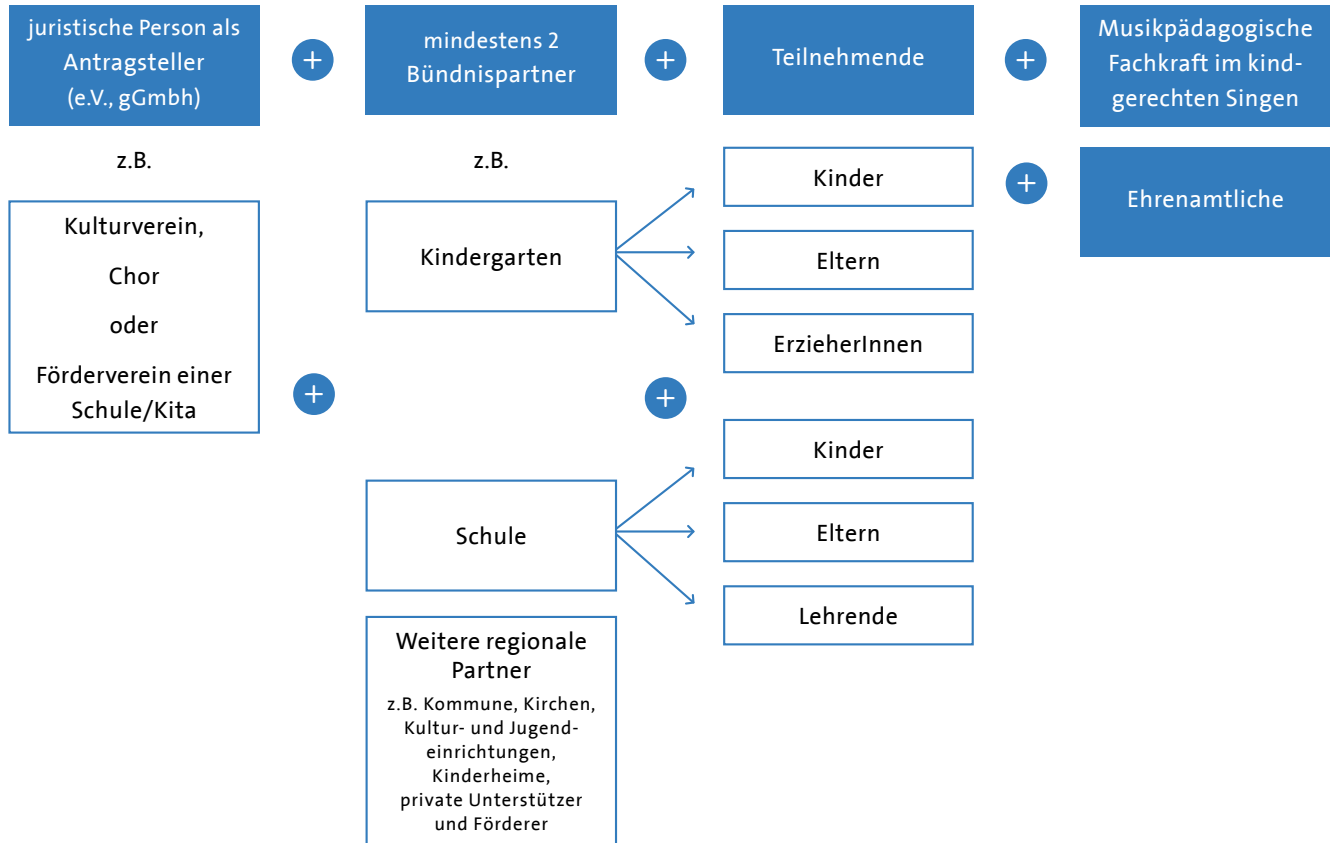 juristische Person als
Antragsteller
(e.V., gGmbh)
+
mindestens 2
Bündnispartner
+
Teilnehmende
+
Musikpädagogische
Fachkraft im kind-
gerechten Singen
z.B.
Kulturverein,
Chor
oder
Förderverein einer
Schule/Kita
+
z.B.
Kindergarten
Schule
Weitere regionale
Partner
z.B. Kommune, Kirchen,
Kultur- und Jugend-
einrichtungen,
Kinderheime,
private Unterstützer
und Förderer
Kinder
Eltern
ErzieherInnen
+
Kinder
Eltern
Lehrende
+
Ehrenamtliche